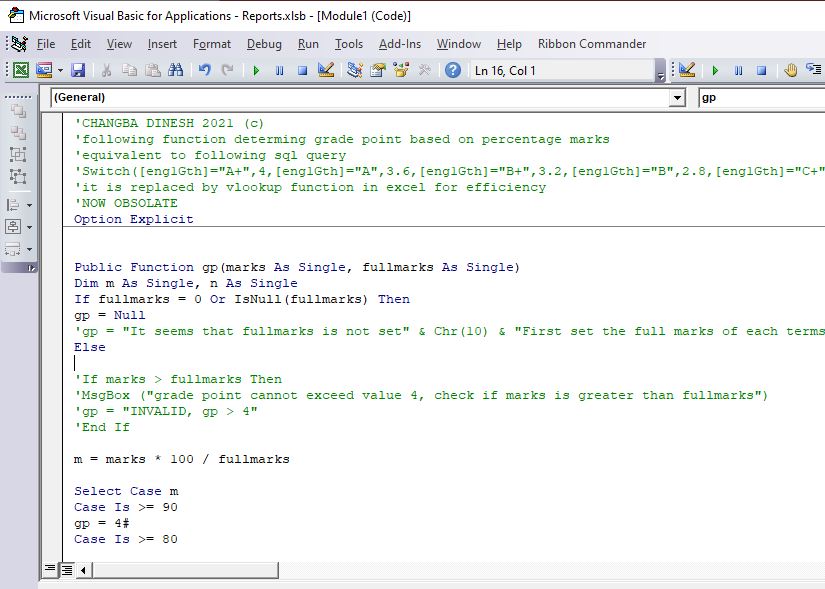 Microsoft Visual Basic for Applications - Reports.xlsb - [Module1 (Code)]
File Edit View Insert Format Debug Run Tools Add-Ins Window Help Ribbon Commander
Ln 16, Col 1
(General) gp
'CHANGBA DINESH 2021 (c)
'following function determing grade point based on percentage marks
'equivalent to following sql query
'Switch([eng1Gth]="A+",4,[eng1Gth]="A",3.6,[eng1Gth]="B+",3.2,[eng1Gth]="B",2.8,[eng1Gth]="C+"
'it is replaced by vlookup function in excel for efficiency
'NOW OBSOLATE
Option Explicit
Public Function gp(marks As Single, fullmarks As Single)
Dim m As Single, n As Single
If fullmarks = 0 Or IsNull(fullmarks) Then
gp = Null
'gp = "It seems that fullmarks is not set" & Chr(10) & "First set the full marks of each terms
Else
'If marks > fullmarks Then
'MsgBox ("grade point cannot exceed value 4, check if marks is greater than fullmarks")
'gp = "INVALID, gp > 4"
'End If
m = marks * 100 / fullmarks
Select Case m
Case Is >= 90
gp = 4#
Case Is >= 80